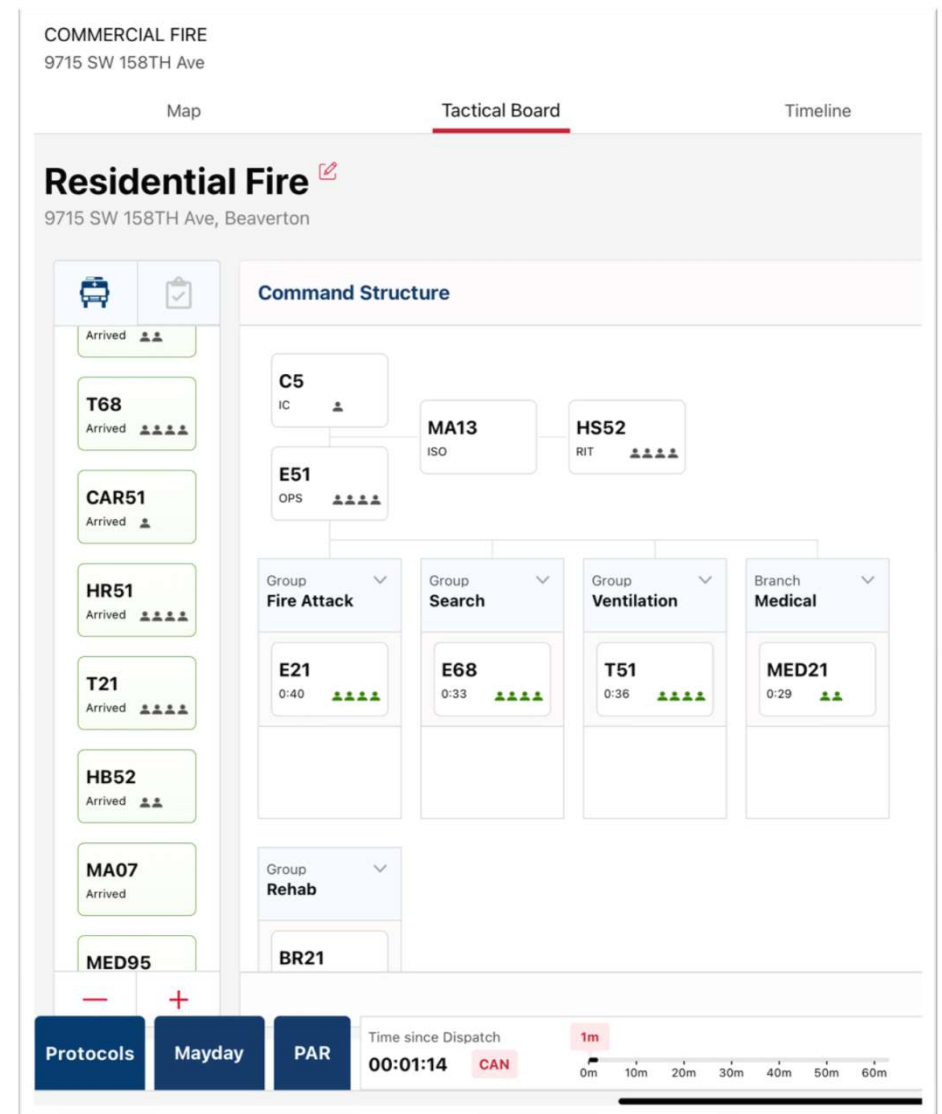 COMMERCIAL FIRE
9715 SW 158TH Ave
Map Tactical Board Timeline
Residential Fire
9715 SW 158TH Ave, Beaverton
Command Structure
Arrived
T68
Arrived
CAR51
Arrived
HR51
Arrived
T21
Arrived
HB52
Arrived
MA07
Arrived
MED95
C5
IC
MA13
ISO
HS52
RIT
E51
OPS
Group
Fire Attack
E21
0:40
Group
Search
E68
0:33
Group
Ventilation
T51
0:36
Branch
Medical
MED21
0:29
Group
Rehab
BR21
Protocols
Mayday
PAR
Time since Dispatch
00:01:14 CAN
1m
0m 10m 20m 30m 40m 50m 60m